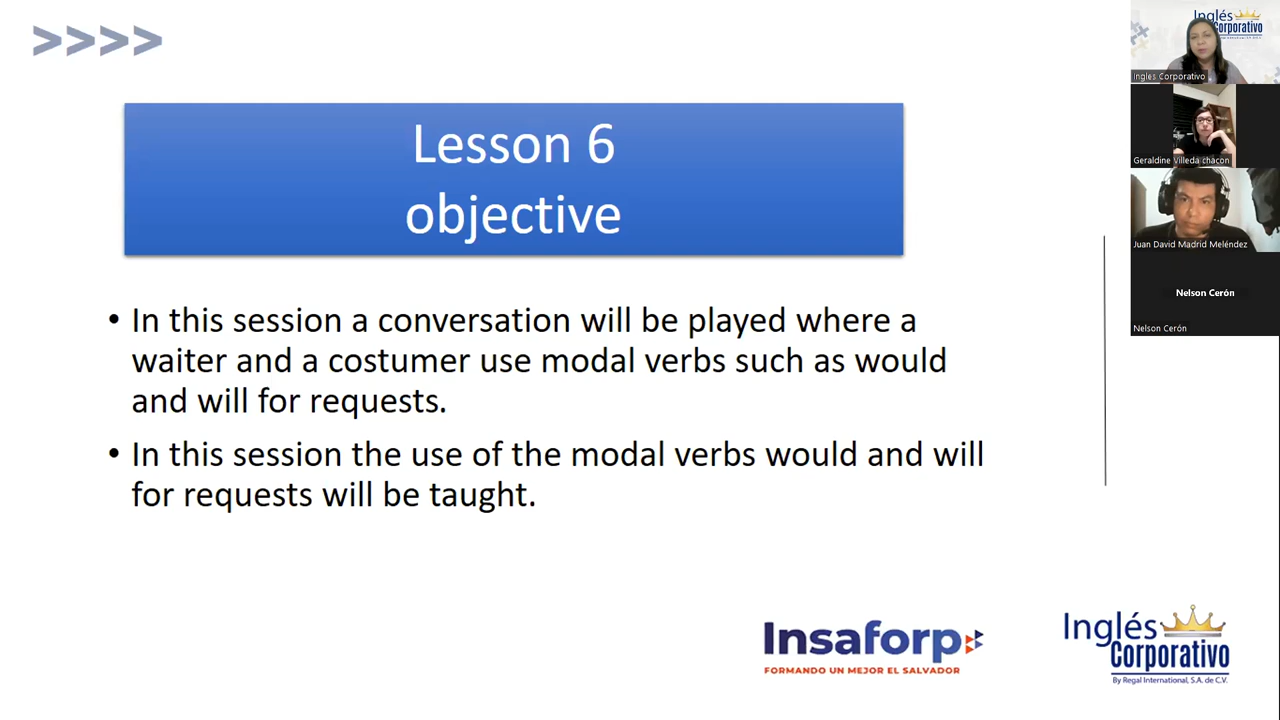 >>>>
Lesson 6
objective
• In this session a conversation will be played where a
waiter and a costumer use modal verbs such as would
and will for requests.
• In this session the use of the modal verbs would and will
for requests will be taught.
Insaforp
FORMANDO UN MEJOR EL SALVADOR
Inglés
Corporativo
By Regal International, S.A. de C.V.
Inglés
Corporativo
Inglés Corporativo
Geraldine Villeda chacon
Juan David Madrid Meléndez
Nelson Cerón
Nelson Cerón